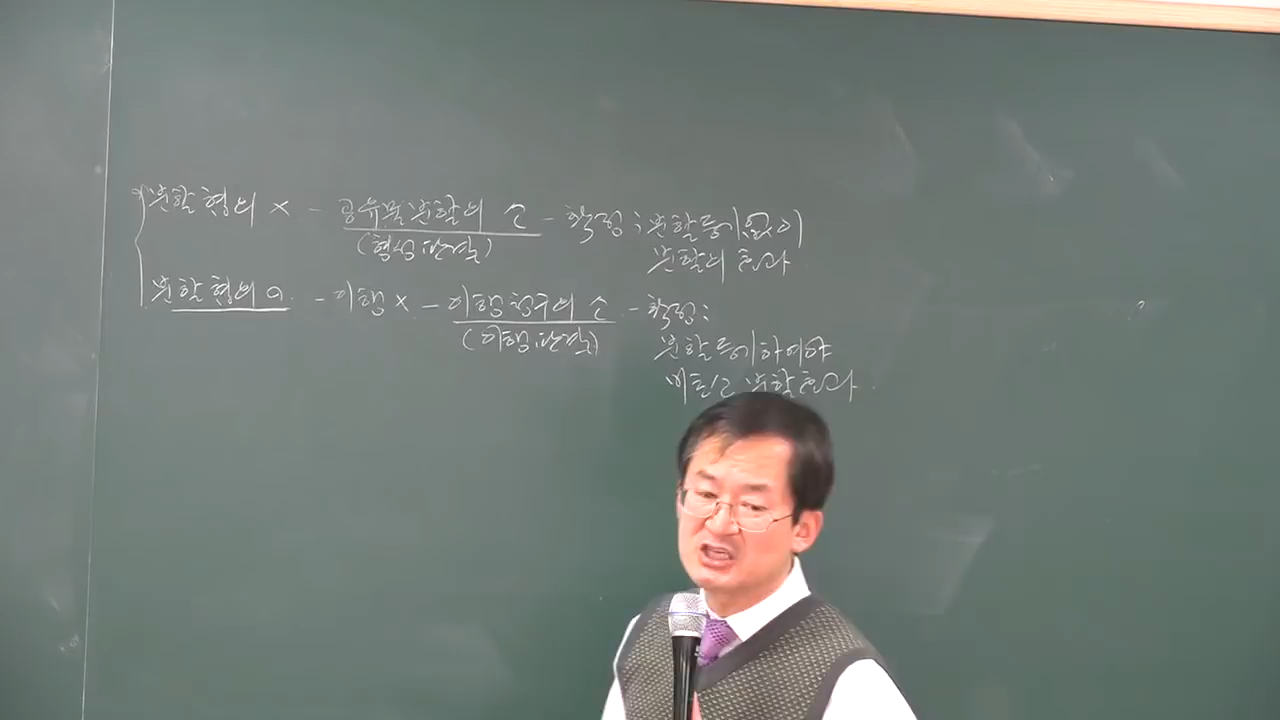 분할협의 × - 공유물분할의 소 - 확정 : 분할등기없이
(형성판결) 분할의 효과
분할협의 O - 이행 × - 이행청구의 소 - 확정 :
(이행판결) 분할등기하여야
비로소 분할효과.